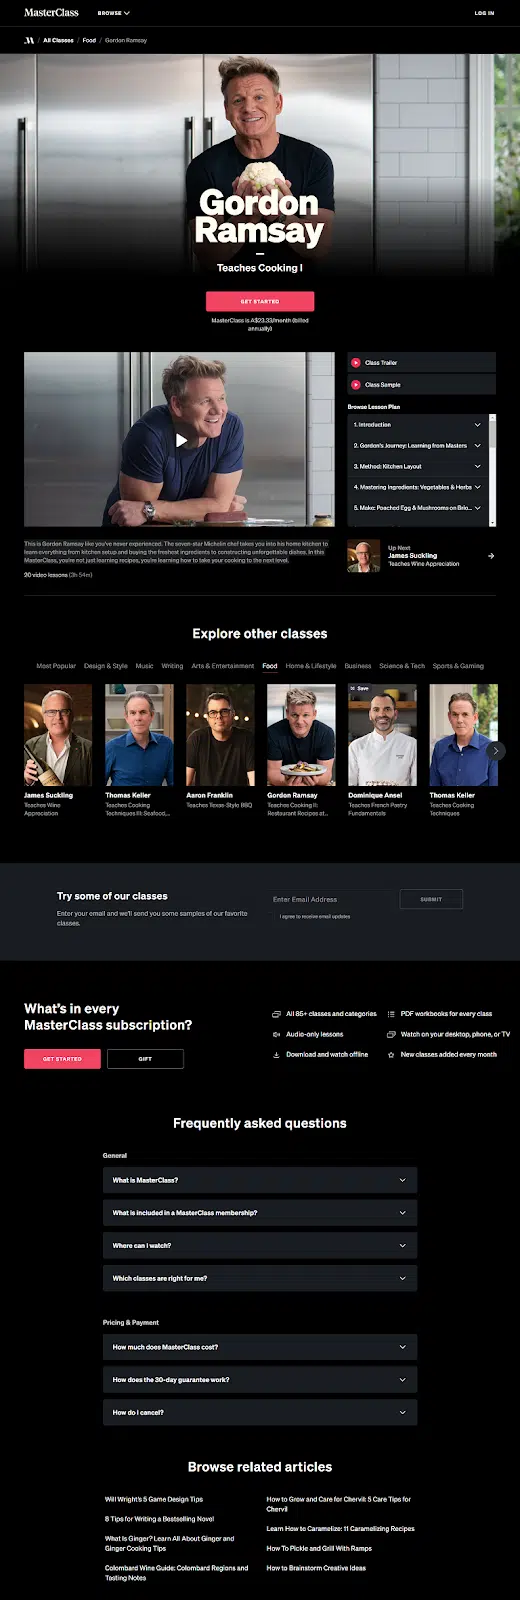 MasterClass
BROWSE
LOG IN
All Classes / Food / Gordon Ramsay
Gordon
Ramsay
Teaches Cooking I
GET STARTED
MasterClass is A$23.33/month (billed
annually)
Class Trailer
Class Sample
Browse Lesson Plan
1. Introduction
2. Gordon's Journey: Learning from Masters
3. Method: Kitchen Layout
4. Mastering Ingredients: Vegetables & Herbs
5. Make: Poached Egg & Mushrooms on Brio...
This is Gordon Ramsay like you've never experienced. The seven-star Michelin chef takes you into his home kitchen to
learn everything from kitchen setup and buying the freshest ingredients to constructing unforgettable dishes. In this
MasterClass, you're not just learning recipes, you're learning how to take your cooking to the next level.
20 video lessons (3h 54m)
Up Next
James Suckling
Teaches Wine Appreciation
Explore other classes
Most Popular
Design & Style
Music
Writing
Arts & Entertainment
Food
Home & Lifestyle
Business
Science & Tech
Sports & Gaming
Save
James Suckling
Teaches Wine
Appreciation
Thomas Keller
Teaches Cooking
Techniques III: Seafood,...
Aaron Franklin
Teaches Texas-Style BBQ
Gordon Ramsay
Teaches Cooking II:
Restaurant Recipes at...
Dominique Ansel
Teaches French Pastry
Fundamentals
Thomas Keller
Teaches Cooking
Techniques
Try some of our classes
Enter your email and we'll send you some samples of our favorite
classes.
Enter Email Address
SUBMIT
I agree to receive email updates
What's in every
MasterClass subscription?
GET STARTED
GIFT
All 85+ classes and categories
PDF workbooks for every class
Audio-only lessons
Watch on your desktop, phone, or TV
Download and watch offline
New classes added every month
Frequently asked questions
General
What is MasterClass?
What is included in a MasterClass membership?
Where can I watch?
Which classes are right for me?
Pricing & Payment
How much does MasterClass cost?
How does the 30-day guarantee work?
How do I cancel?
Browse related articles
Will Wright's 5 Game Design Tips
8 Tips for Writing a Bestselling Novel
What Is Ginger? Learn All About Ginger and
Ginger Cooking Tips
Colombard Wine Guide: Colombard Regions and
Tasting Notes
How to Grow and Care for Chervil: 5 Care Tips for
Chervil
Learn How to Caramelize: 11 Caramelizing Recipes
How To Pickle and Grill With Ramps
How to Brainstorm Creative Ideas